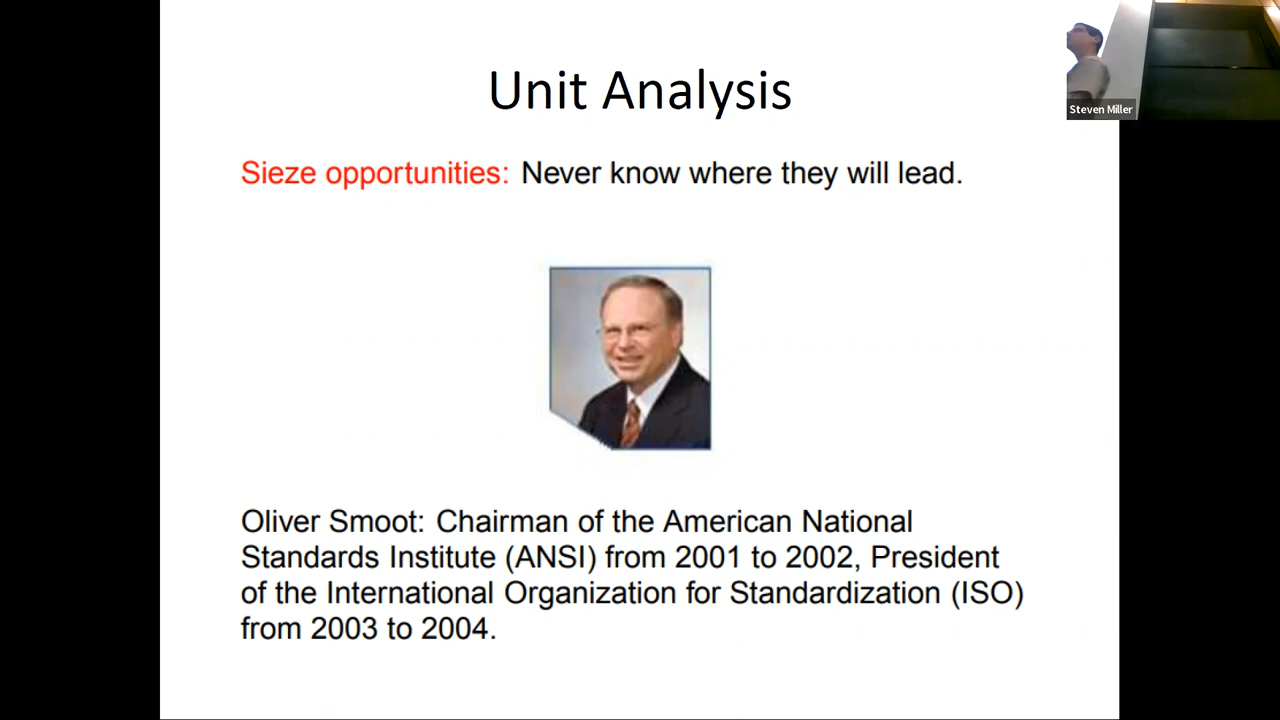 Unit Analysis
Steven Miller
Sieze opportunities: Never know where they will lead.
Oliver Smoot: Chairman of the American National
Standards Institute (ANSI) from 2001 to 2002, President
of the International Organization for Standardization (ISO)
from 2003 to 2004.